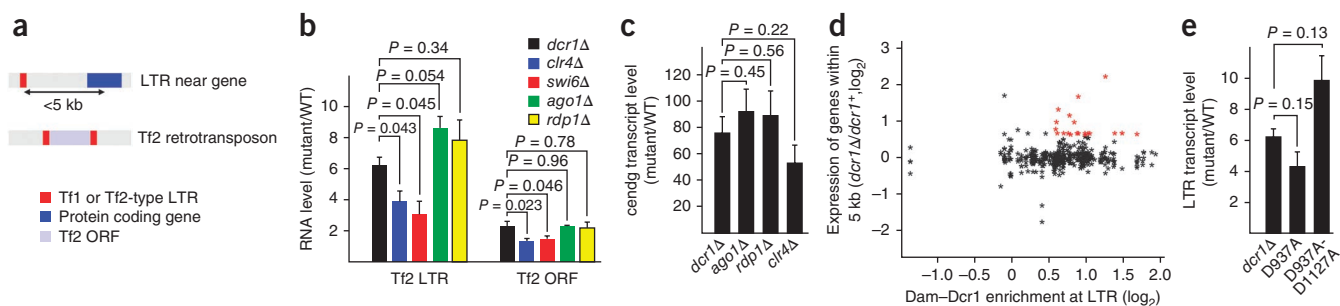 a
LTR near gene
<5 kb
Tf2 retrotransposon
Tf1 or Tf2-type LTR
Protein coding gene
Tf2 ORF
b
RNA level (mutant/WT)
8
6
4
2
P = 0.34
P = 0.054
P = 0.045
P = 0.043
P = 0.78
P = 0.96
P = 0.046
P = 0.023
dcr1Δ
clr4Δ
swi6Δ
ago1Δ
rdp1Δ
Tf2 LTR
Tf2 ORF
c
cendg transcript level
(mutant/WT)
120
100
80
60
40
20
P = 0.22
P = 0.56
P = 0.45
dcr1Δ
ago1Δ
rdp1Δ
clr4Δ
d
Expression of genes within
5 kb (dcr1Δ/dcr1+,log2)
3
2
1
0
−1
−2
−1.0
−0.5
0
0.5
1.0
1.5
2.0
Dam–Dcr1 enrichment at LTR (log2)
e
LTR transcript level
(mutant/WT)
10
8
6
4
2
P = 0.13
P = 0.15
dcr1Δ
D937A
D937A-
D1127A